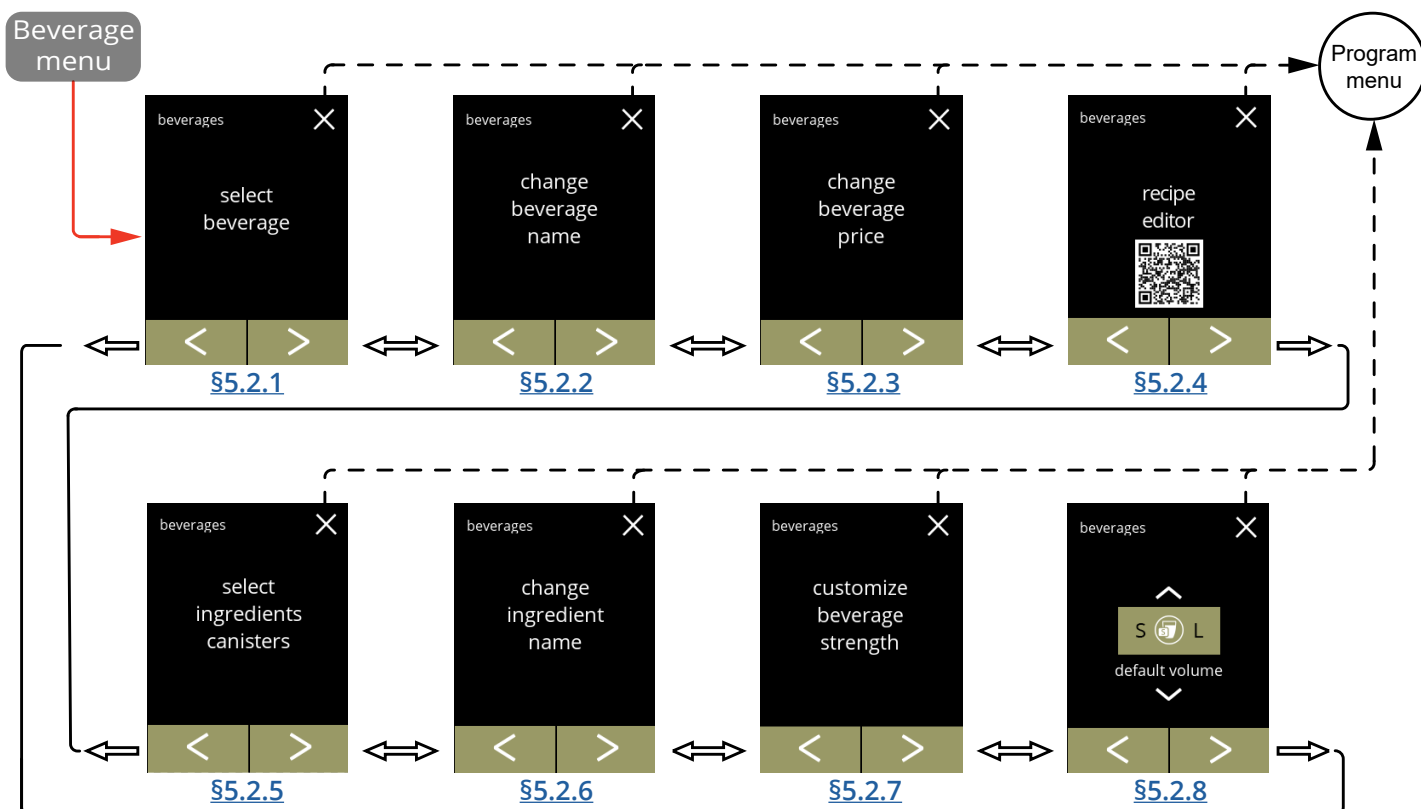 Beverage
menu
Program
menu
beverages
select
beverage
§5.2.1
beverages
change
beverage
name
§5.2.2
beverages
change
beverage
price
§5.2.3
beverages
recipe
editor
§5.2.4
beverages
select
ingredients
canisters
§5.2.5
beverages
change
ingredient
name
§5.2.6
beverages
customize
beverage
strength
§5.2.7
beverages
S L
default volume
§5.2.8